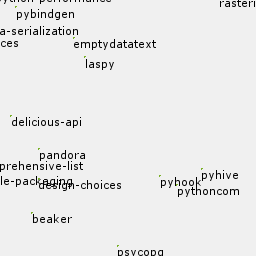 python-performance
rasteri
pybindgen
a-serialization
ces
emptydatatext
laspy
delicious-api
pandora
prehensive-list
pyhive
le-packaging
design-choices
pyhook
pythoncom
beaker
psycopg